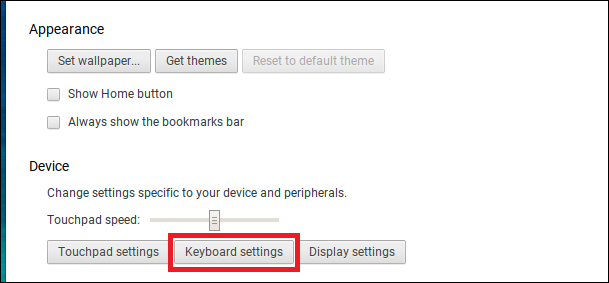 Appearance
Set wallpaper... Get themes Reset to default theme
Show Home button
Always show the bookmarks bar
Device
Change settings specific to your device and peripherals.
Touchpad speed:
Touchpad settings Keyboard settings Display settings